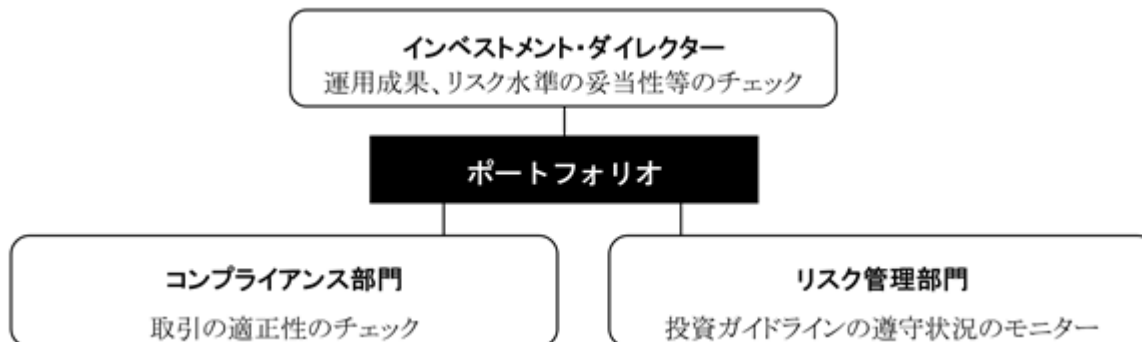 インベストメント・ダイレクター
運用成果、リスク水準の妥当性等のチェック
ポートフォリオ
コンプライアンス部門
取引の適正性のチェック
リスク管理部門
投資ガイドラインの遵守状況のモニター